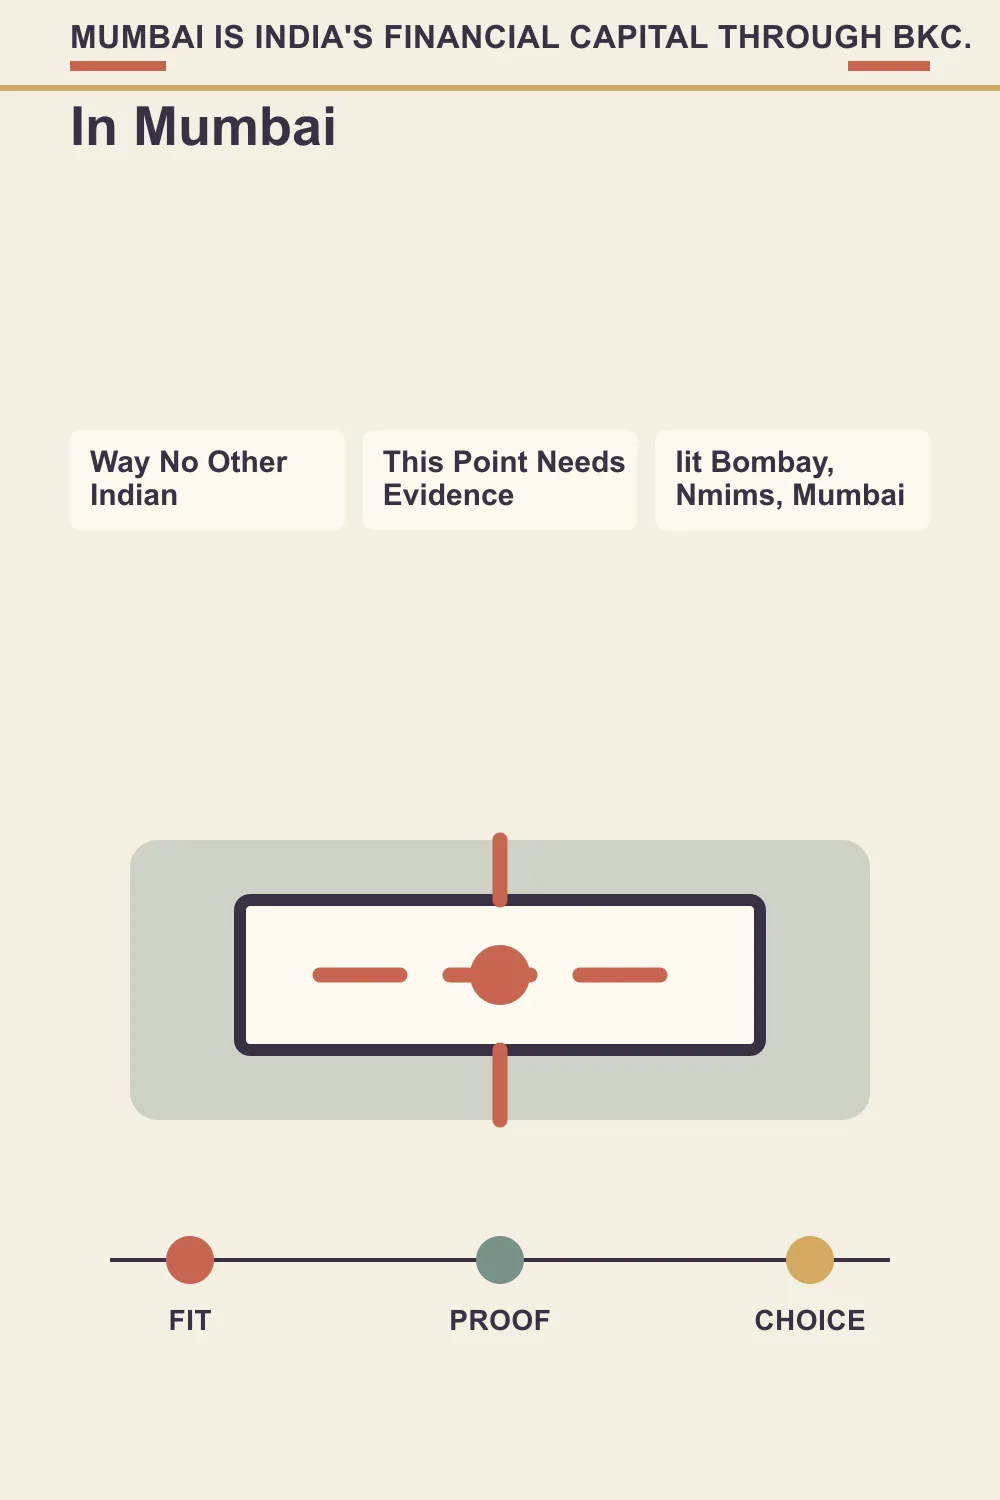 MUMBAI IS INDIA'S FINANCIAL CAPITAL THROUGH BKC.
In Mumbai
Way No Other
Indian
This Point Needs
Evidence
Iit Bombay,
Nmims, Mumbai
FIT
PROOF
CHOICE